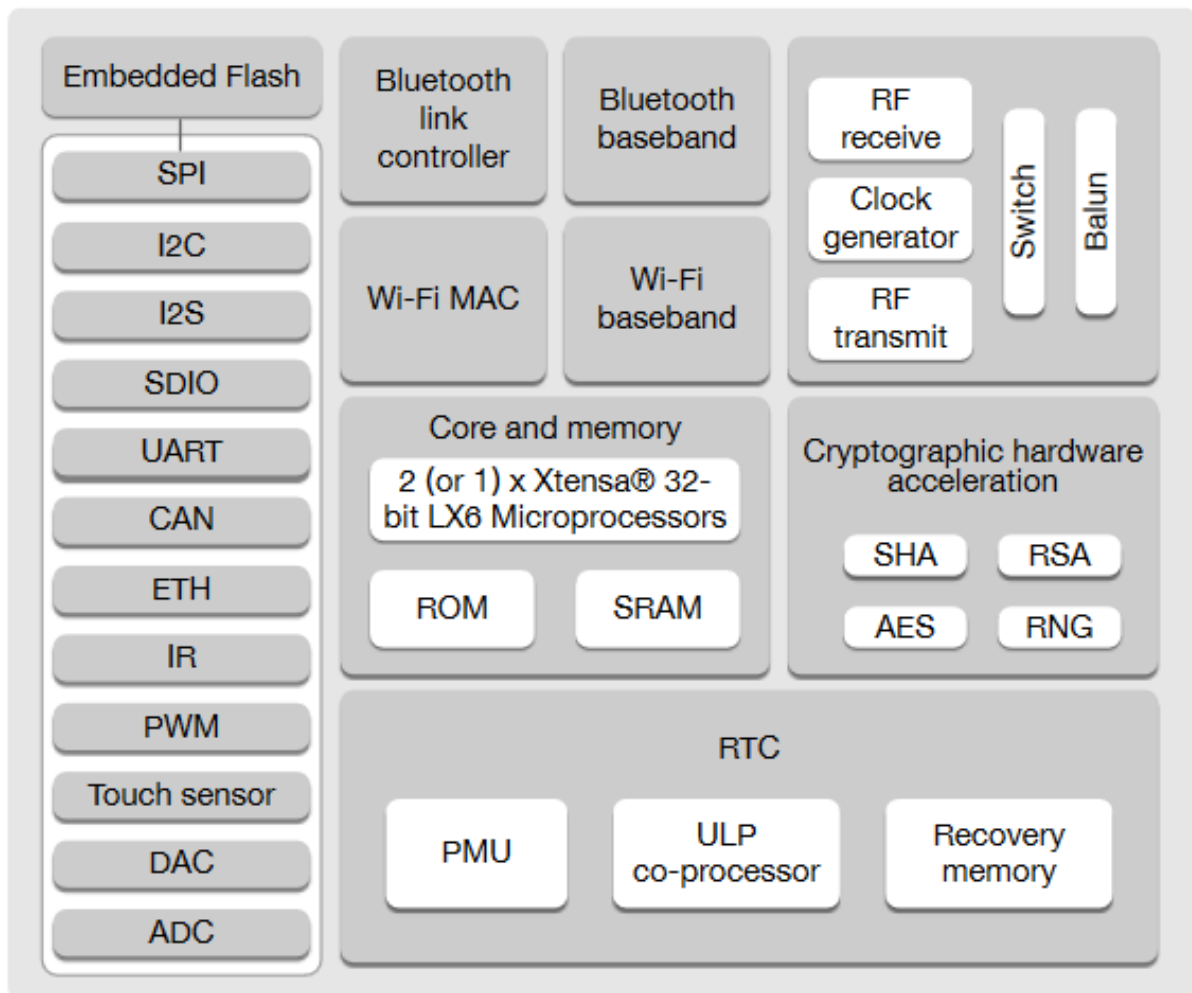 Embedded Flash
SPI
I2C
I2S
SDIO
UART
CAN
ETH
IR
PWM
Touch sensor
DAC
ADC
Bluetooth
link
controller
Bluetooth
baseband
Wi-Fi MAC
Wi-Fi
baseband
RF
receive
Clock
generator
RF
transmit
Switch
Balun
Core and memory
2 (or 1) x Xtensa® 32-
bit LX6 Microprocessors
ROM
SRAM
Cryptographic hardware
acceleration
SHA
RSA
AES
RNG
RTC
PMU
ULP
co-processor
Recovery
memory